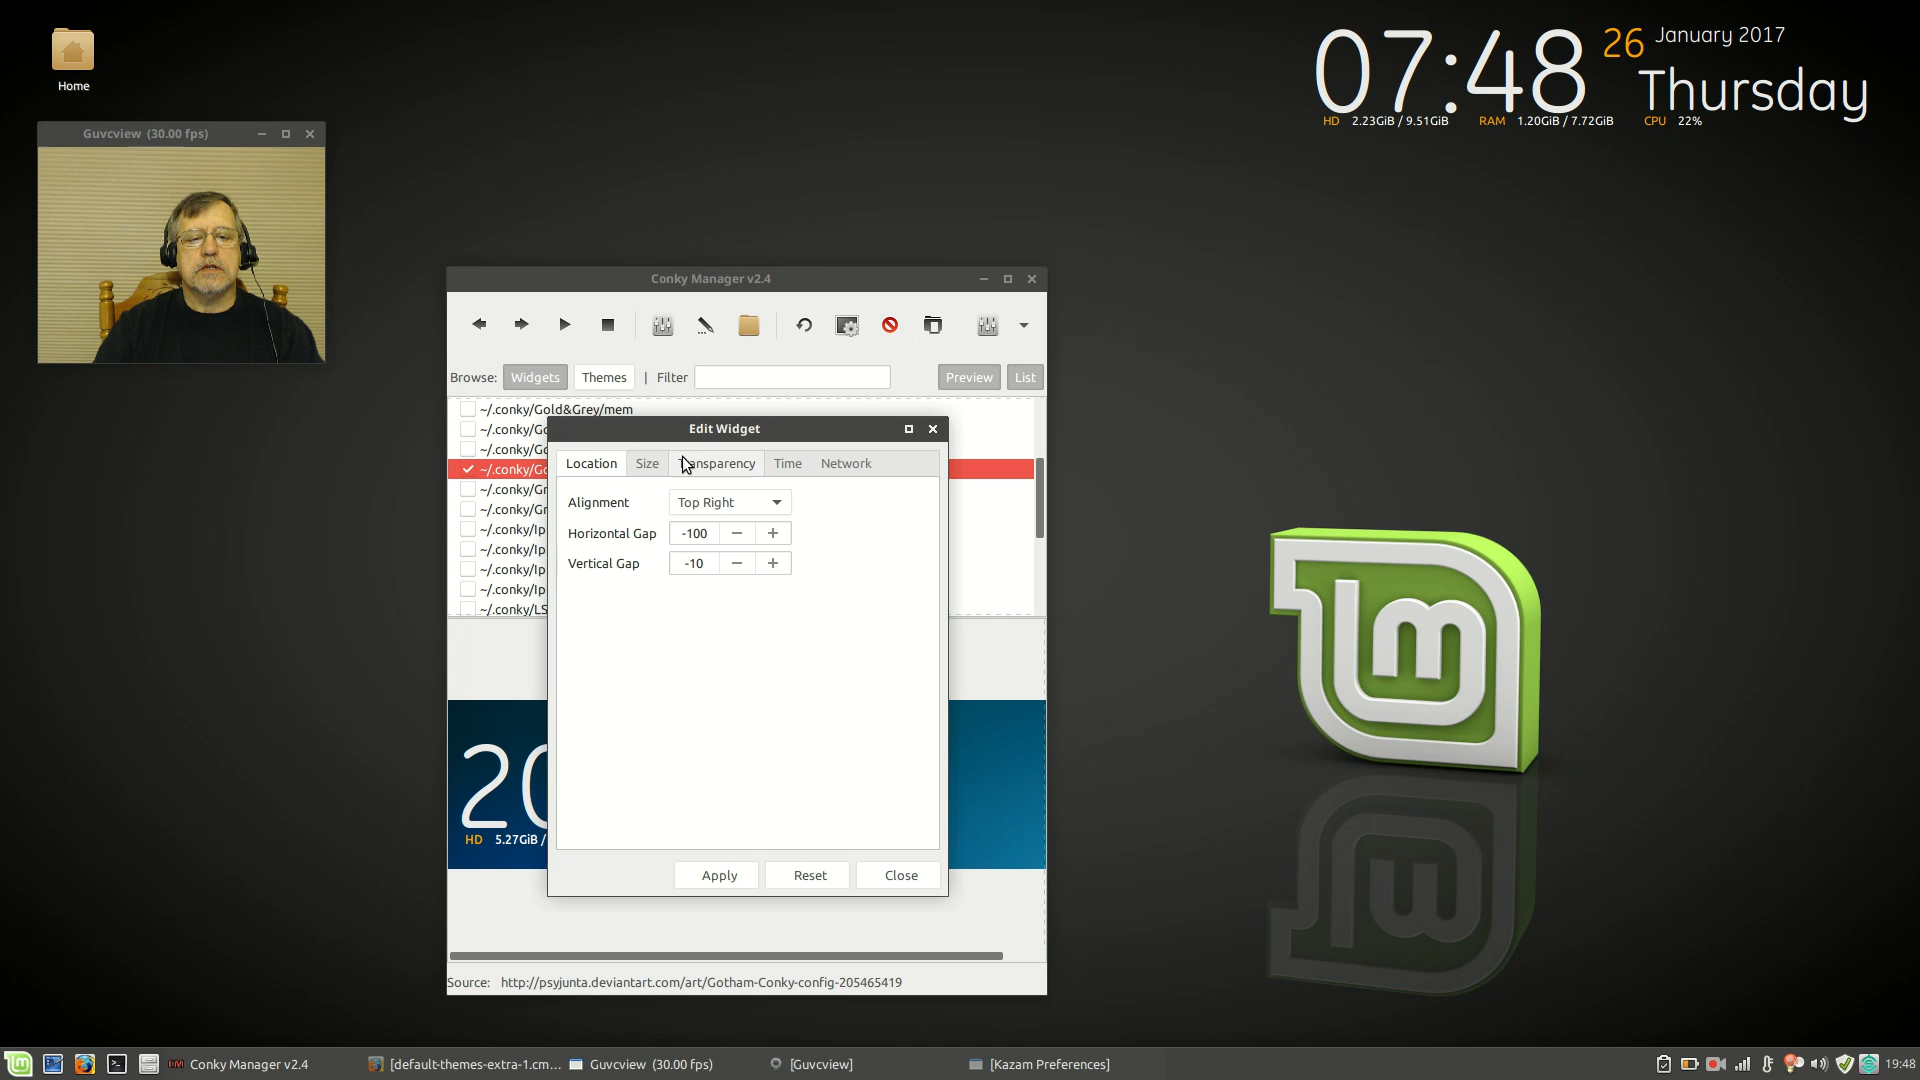 Home
07:48
26
January 2017
Thursday
HD 2.23GiB / 9.51GiB RAM 1.20GiB / 7.72GiB CPU 22%
Guvcview (30.00 fps)
Conky Manager v2.4
Browse: Widgets Themes | Filter Preview List
~/.conky/Gold&Grey/mem
~/.conky/Go
~/.conky/Go
~/.conky/Go
~/.conky/Gr
~/.conky/Gr
~/.conky/Ip
~/.conky/Ip
~/.conky/Ip
~/.conky/Ip
~/.conky/LS
Edit Widget
Location Size Transparency Time Network
Alignment Top Right
Horizontal Gap -100
Vertical Gap -10
Apply Reset Close
20
HD 5.27GiB /
Source: http://psyjunta.deviantart.com/art/Gotham-Conky-config-205465419
Conky Manager v2.4 [default-themes-extra-1.cm... Guvcview (30.00 fps) [Guvcview] [Kazam Preferences] 19:48